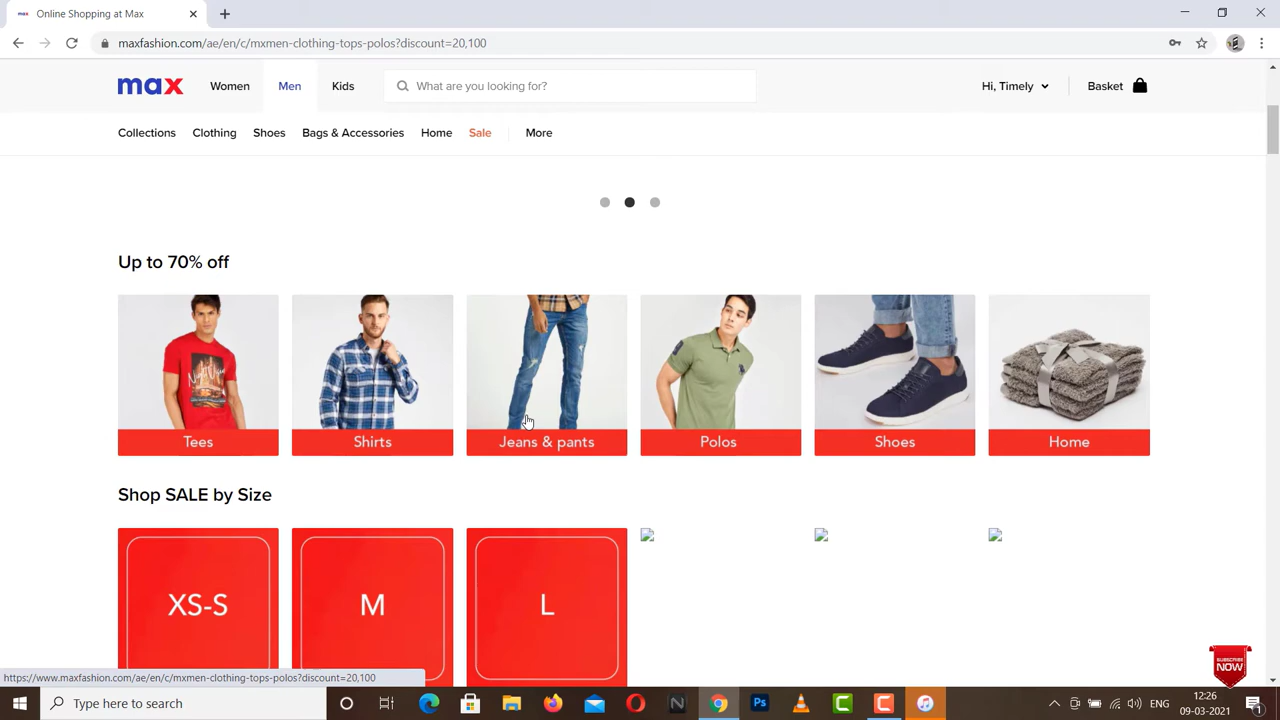 max Online Shopping at Max
maxfashion.com/ae/en/c/mxmen-clothing-tops-polos?discount=20,100
max Women Men Kids What are you looking for? Hi, Timely Basket
Collections Clothing Shoes Bags & Accessories Home Sale More
Up to 70% off
Tees Shirts Jeans & pants Polos Shoes Home
Shop SALE by Size
XS-S M L
SUBSCRIBE
NOW
https://www.maxfashion.com/ae/en/c/mxmen-clothing-tops-polos?discount=20,100
Type here to search
N Ps C C ENG 12:26
09-03-2021 1